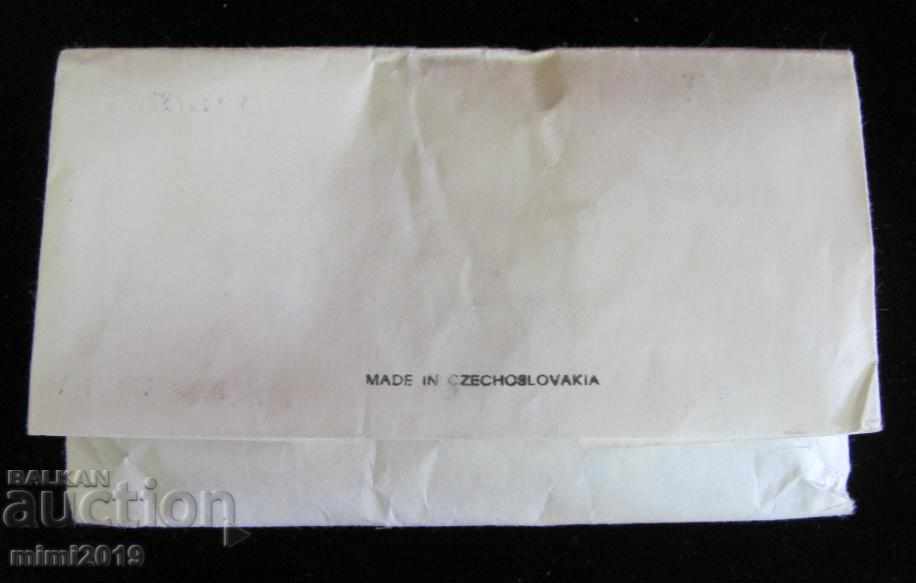 MADE IN CZECHOSLOVAKIA
BALKAN
auction
mimi2019